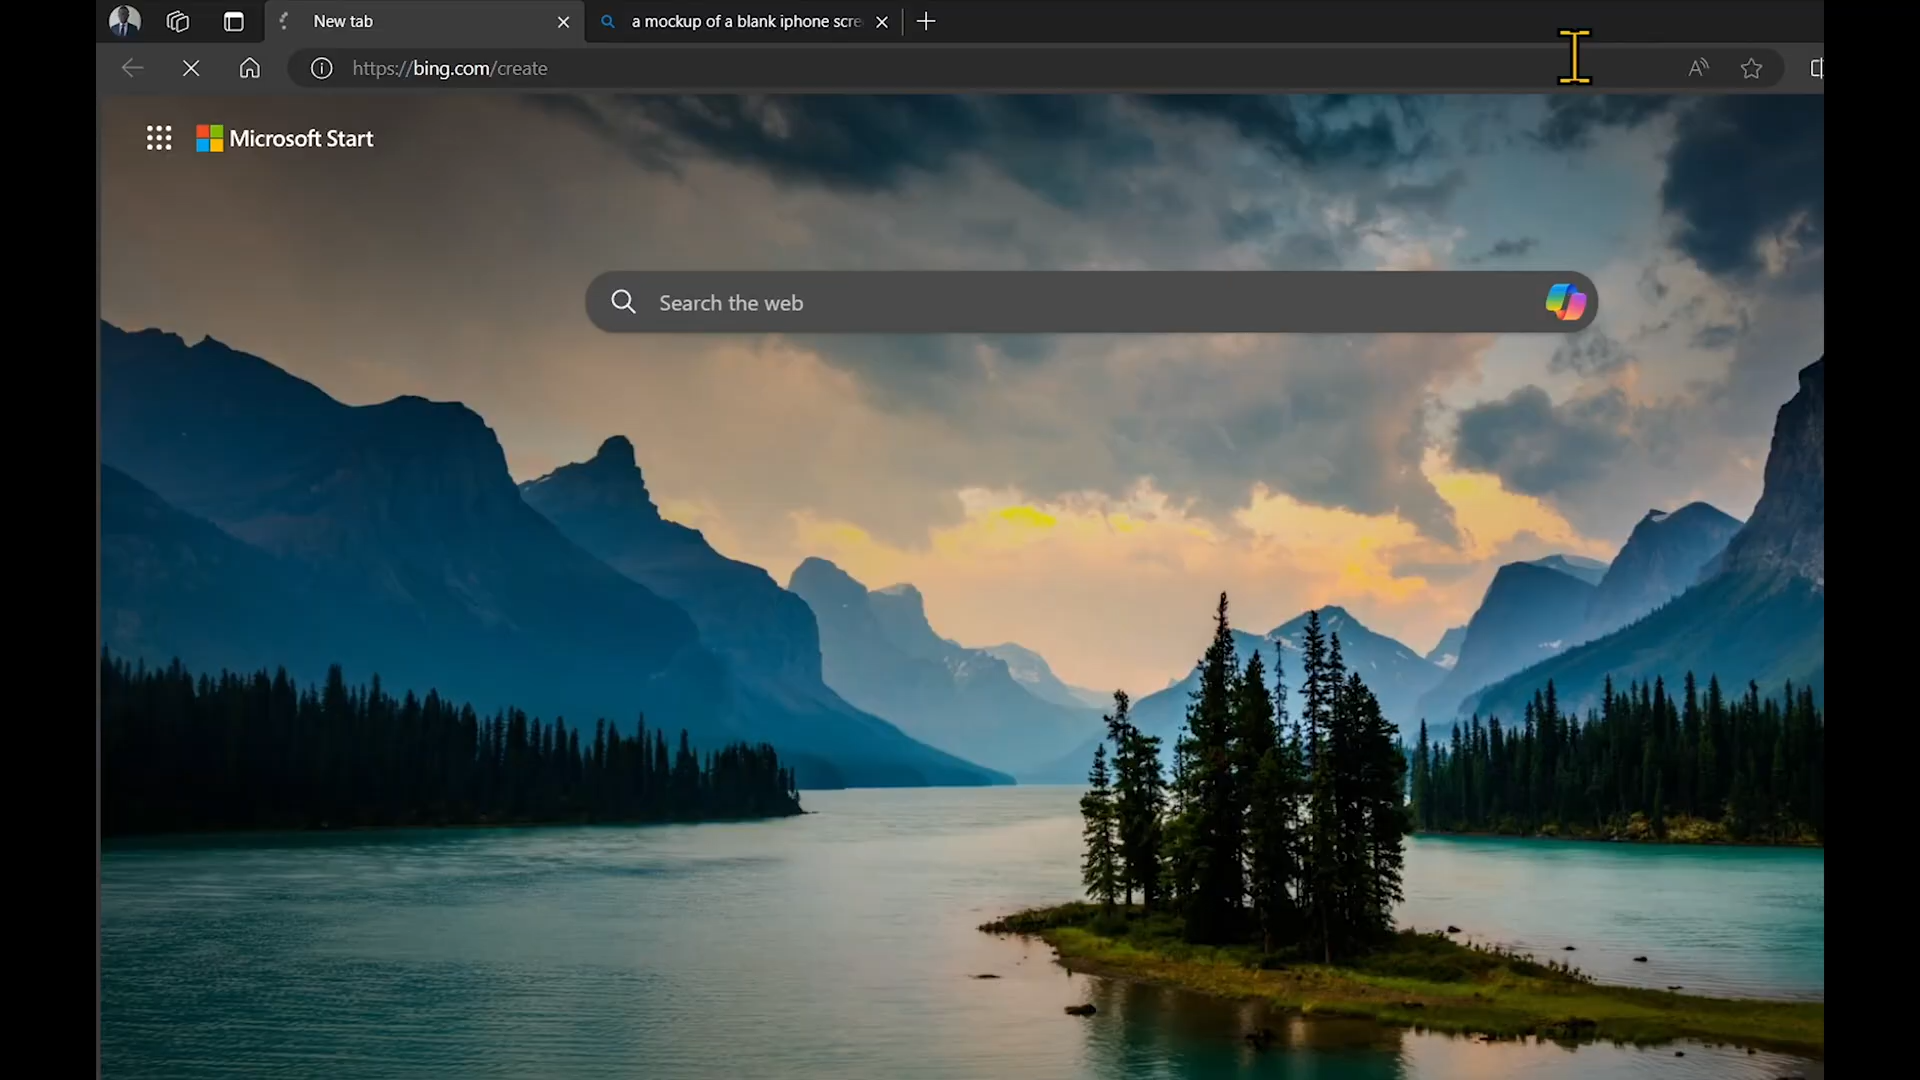 New tab
a mockup of a blank iphone scre
https://bing.com/create
Microsoft Start
Search the web